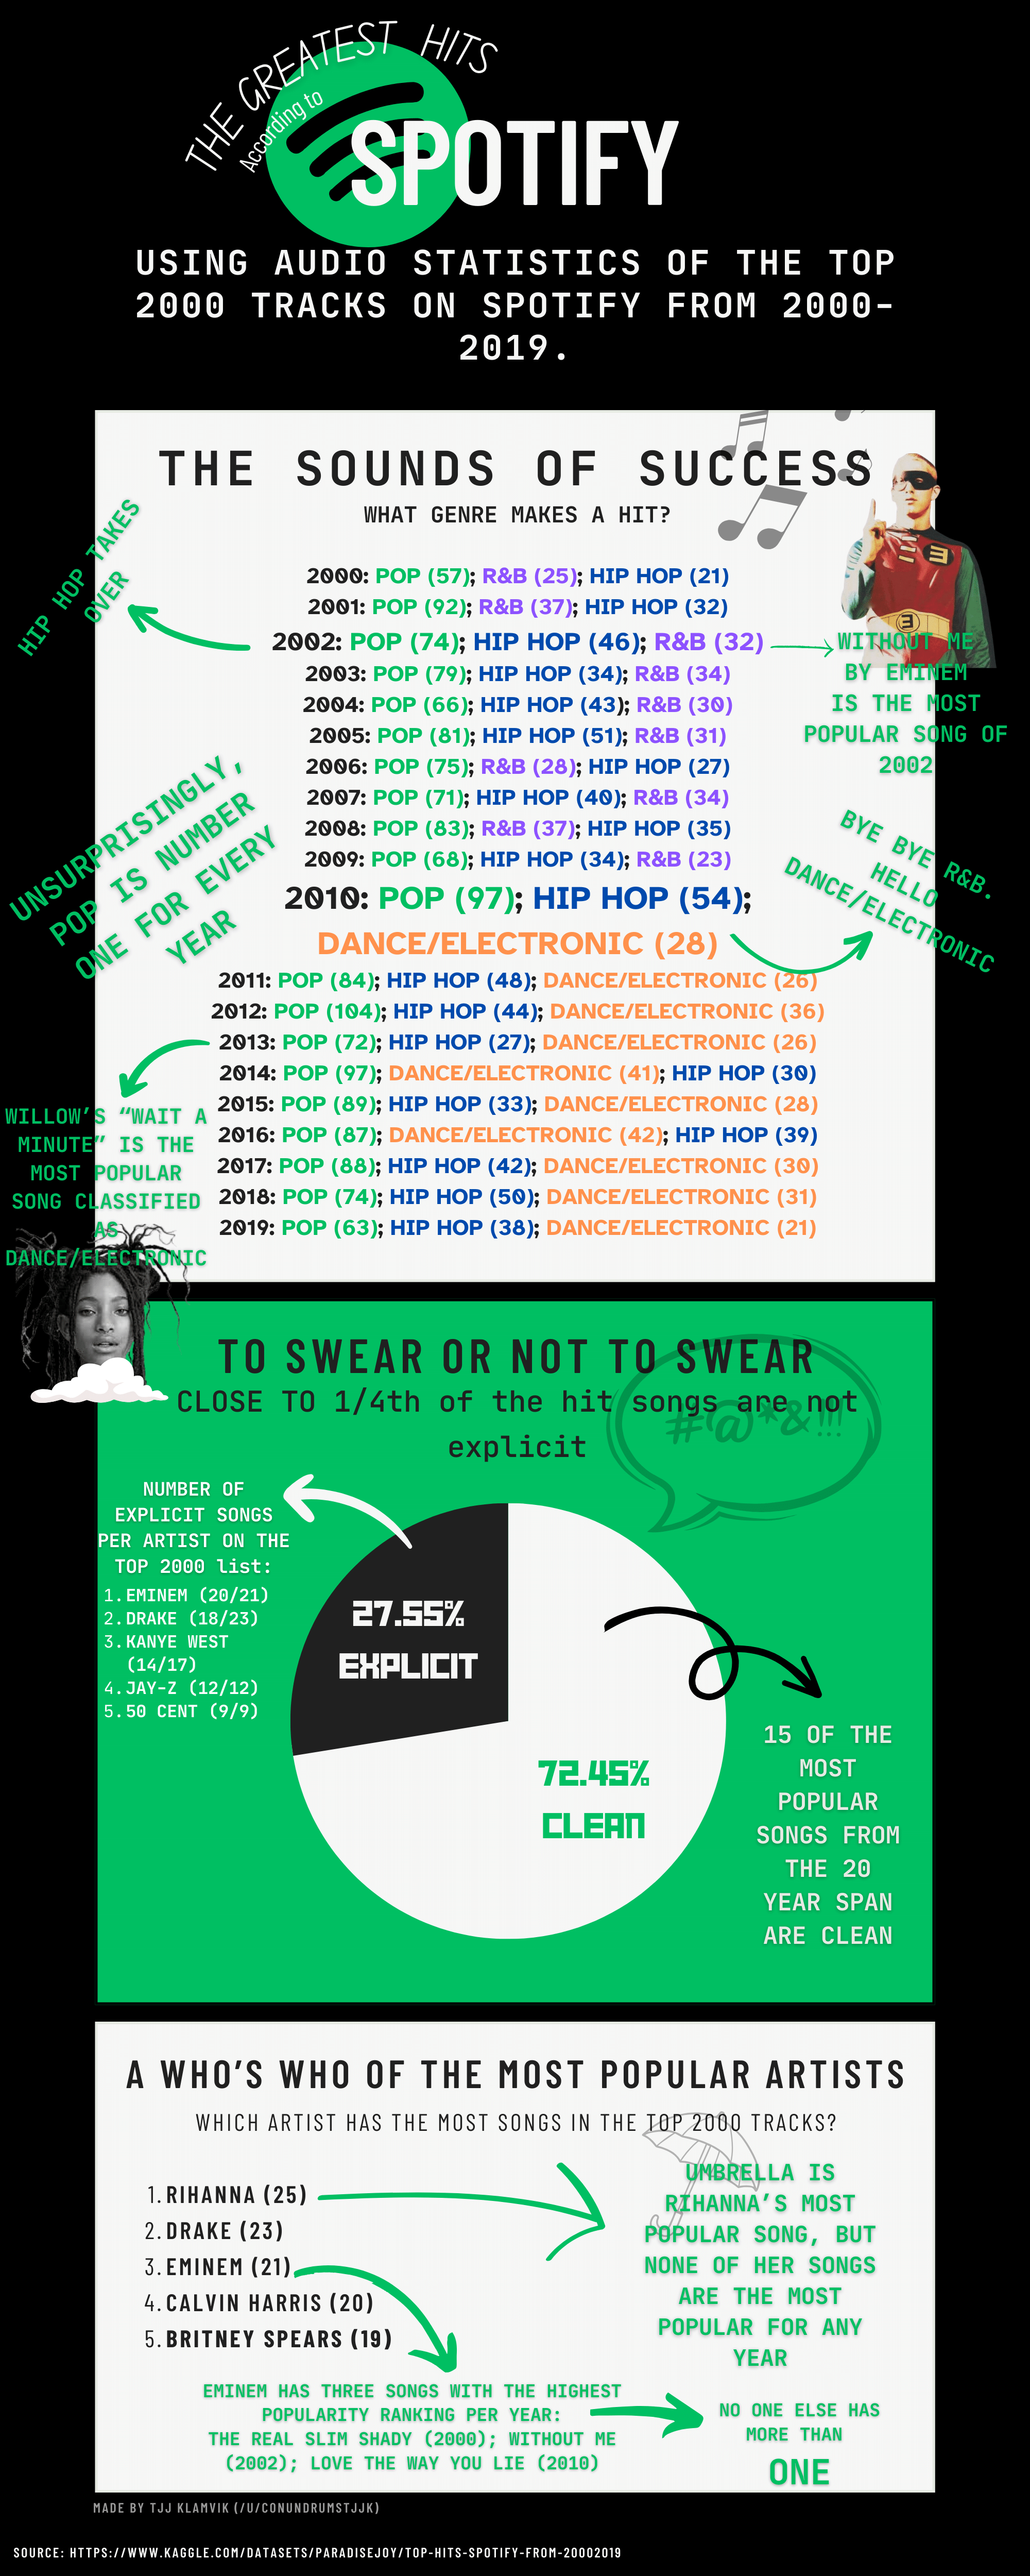 THE GREATEST HITS
According to
SPOTIFY
USING AUDIO STATISTICS OF THE TOP
2000 TRACKS ON SPOTIFY FROM 2000-
2019.
THE SOUNDS OF SUCCESS
WHAT GENRE MAKES A HIT?
HIP HOP TAKES
OVER
2000: POP (57); R&B (25); HIP HOP (21)
2001: POP (92); R&B (37); HIP HOP (32)
2002: POP (74); HIP HOP (46); R&B (32)
2003: POP (79); HIP HOP (34); R&B (34)
2004: POP (66); HIP HOP (43); R&B (30)
2005: POP (81); HIP HOP (51); R&B (31)
2006: POP (75); R&B (28); HIP HOP (27)
2007: POP (71); HIP HOP (40); R&B (34)
2008: POP (83); R&B (37); HIP HOP (35)
2009: POP (68); HIP HOP (34); R&B (23)
2010: POP (97); HIP HOP (54);
DANCE/ELECTRONIC (28)
2011: POP (84); HIP HOP (48); DANCE/ELECTRONIC (26)
2012: POP (104); HIP HOP (44); DANCE/ELECTRONIC (36)
2013: POP (72); HIP HOP (27); DANCE/ELECTRONIC (26)
2014: POP (97); DANCE/ELECTRONIC (41); HIP HOP (30)
2015: POP (89); HIP HOP (33); DANCE/ELECTRONIC (28)
2016: POP (87); DANCE/ELECTRONIC (42); HIP HOP (39)
2017: POP (88); HIP HOP (42); DANCE/ELECTRONIC (30)
2018: POP (74); HIP HOP (50); DANCE/ELECTRONIC (31)
2019: POP (63); HIP HOP (38); DANCE/ELECTRONIC (21)
WITHOUT ME
BY EMINEM
IS THE MOST
POPULAR SONG OF
2002
UNSURPRISINGLY,
POP IS NUMBER
ONE FOR EVERY
YEAR
BYE BYE R&B.
HELLO
DANCE/ELECTRONIC
WILLOW'S “WAIT A
MINUTE” IS THE
MOST POPULAR
SONG CLASSIFIED
AS
DANCE/ELECTRONIC
TO SWEAR OR NOT TO SWEAR
CLOSE TO 1/4th of the hit songs are not
explicit
#@*&!!!
NUMBER OF
EXPLICIT SONGS
PER ARTIST ON THE
TOP 2000 list:
1. EMINEM (20/21)
2. DRAKE (18/23)
3. KANYE WEST
(14/17)
4. JAY-Z (12/12)
5. 50 CENT (9/9)
27.55%
EXPLICIT
72.45%
CLEAN
15 OF THE
MOST
POPULAR
SONGS FROM
THE 20
YEAR SPAN
ARE CLEAN
A WHO'S WHO OF THE MOST POPULAR ARTISTS
WHICH ARTIST HAS THE MOST SONGS IN THE TOP 2000 TRACKS?
1. RIHANNA (25)
2. DRAKE (23)
3. EMINEM (21)
4. CALVIN HARRIS (20)
5. BRITNEY SPEARS (19)
UMBRELLA IS
RIHANNA'S MOST
POPULAR SONG, BUT
NONE OF HER SONGS
ARE THE MOST
POPULAR FOR ANY
YEAR
EMINEM HAS THREE SONGS WITH THE HIGHEST
POPULARITY RANKING PER YEAR:
THE REAL SLIM SHADY (2000); WITHOUT ME
(2002); LOVE THE WAY YOU LIE (2010)
NO ONE ELSE HAS
MORE THAN
ONE
MADE BY TJJ KLAMVIK (/U/CONUNDRUMSTJJK)
SOURCE: HTTPS://WWW.KAGGLE.COM/DATASETS/PARADISEJOY/TOP-HITS-SPOTIFY-FROM-20002019